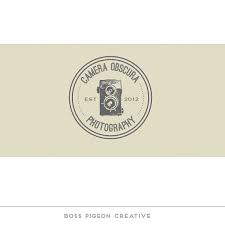 CAMERA OBSCURA
EST 2012
PHOTOGRAPHY
BOSS PIGEON CREATIVE